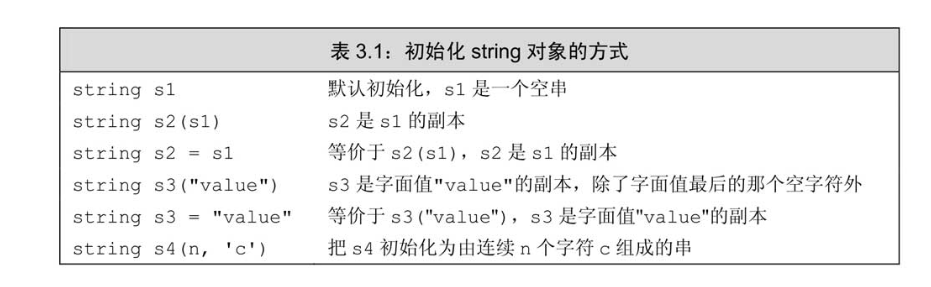 表 3.1：初始化 string 对象的方式
string s1 默认初始化，s1 是一个空串
string s2(s1) s2 是 s1 的副本
string s2 = s1 等价于 s2(s1)，s2 是 s1 的副本
string s3("value") s3 是字面值"value"的副本，除了字面值最后的那个空字符外
string s3 = "value" 等价于 s3("value")，s3 是字面值"value"的副本
string s4(n, 'c') 把 s4 初始化为由连续 n 个字符 c 组成的串